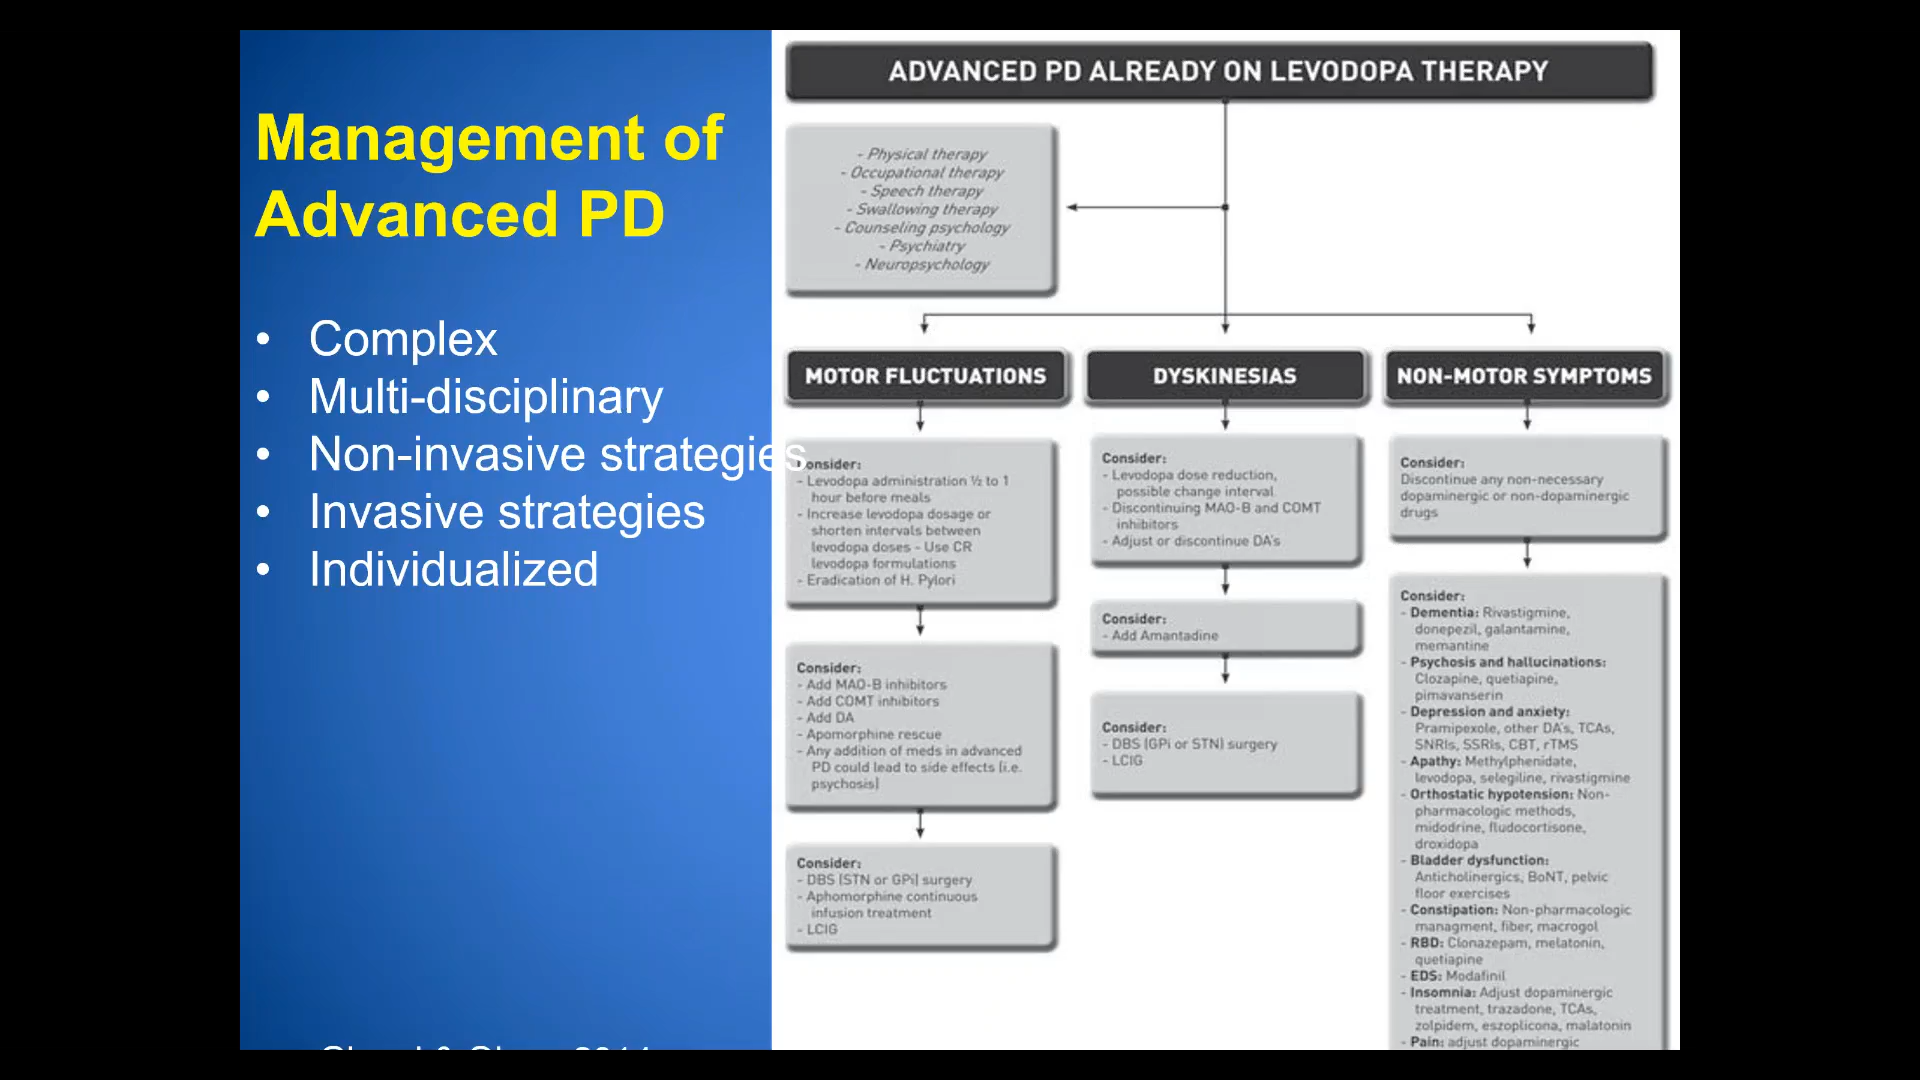 Management of
Advanced PD
• Complex
• Multi-disciplinary
• Non-invasive strategies
• Invasive strategies
• Individualized
ADVANCED PD ALREADY ON LEVODOPA THERAPY
- Physical therapy
- Occupational therapy
- Speech therapy
- Swallowing therapy
- Counseling psychology
- Psychiatry
- Neuropsychology
MOTOR FLUCTUATIONS
Consider:
- Levodopa administration ½ to 1
hour before meals
- Increase levodopa dosage or
shorten intervals between
levodopa doses - Use CR
levodopa formulations
- Eradication of H. Pylori
Consider:
- Add MAO-B inhibitors
- Add COMT inhibitors
- Add DA
- Apomorphine rescue
- Any addition of meds in advanced
PD could lead to side effects (i.e.
psychosis)
Consider:
- DBS (STN or GPi) surgery
- Aphomorphine continuous
infusion treatment
- LCIG
DYSKINESIAS
Consider:
- Levodopa dose reduction,
possible change interval
- Discontinuing MAO-B and COMT
inhibitors
- Adjust or discontinue DA's
Consider:
- Add Amantadine
Consider:
- DBS (GPi or STN) surgery
- LCIG
NON-MOTOR SYMPTOMS
Consider:
Discontinue any non-necessary
dopaminergic or non-dopaminergic
drugs
Consider:
- Dementia: Rivastigmine,
donepezil, galantamine,
memantine
- Psychosis and hallucinations:
Clozapine, quetiapine,
pimavanserin
- Depression and anxiety:
Pramipexole, other DA's, TCAs,
SNRIs, SSRIs, CBT, rTMS
- Apathy: Methylphenidate,
levodopa, selegiline, rivastigmine
- Orthostatic hypotension: Non-
pharmacologic methods,
midodrine, fludocortisone,
droxidopa
- Bladder dysfunction:
Anticholinergics, BoNT, pelvic
floor exercises
- Constipation: Non-pharmacologic
managment, fiber, macrogol
- RBD: Clonazepam, melatonin,
quetiapine
- EDS: Modafinil
- Insomnia: Adjust dopaminergic
treatment, trazadone, TCAs,
zolpidem, eszoplicona, malatonin
- Pain: adjust dopaminergic